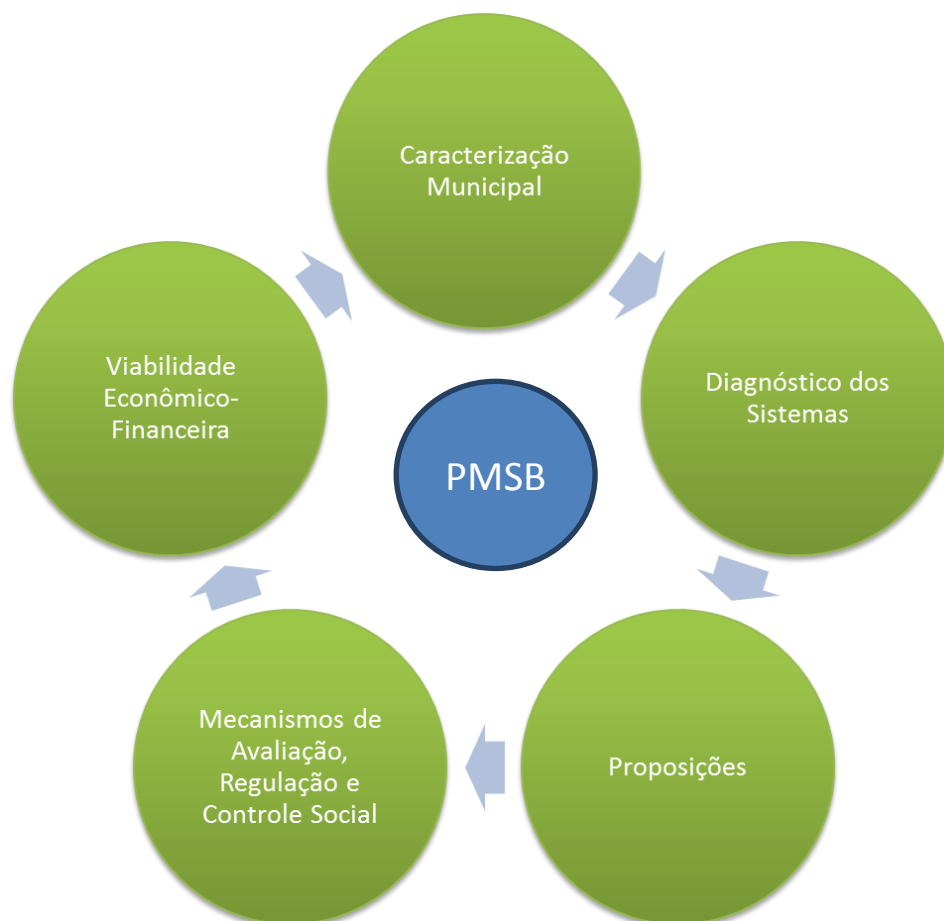 Caracterização
Municipal
Diagnóstico dos
Sistemas
Proposições
Mecanismos de
Avaliação,
Regulação e
Controle Social
Viabilidade
Econômico-
Financeira
PMSB